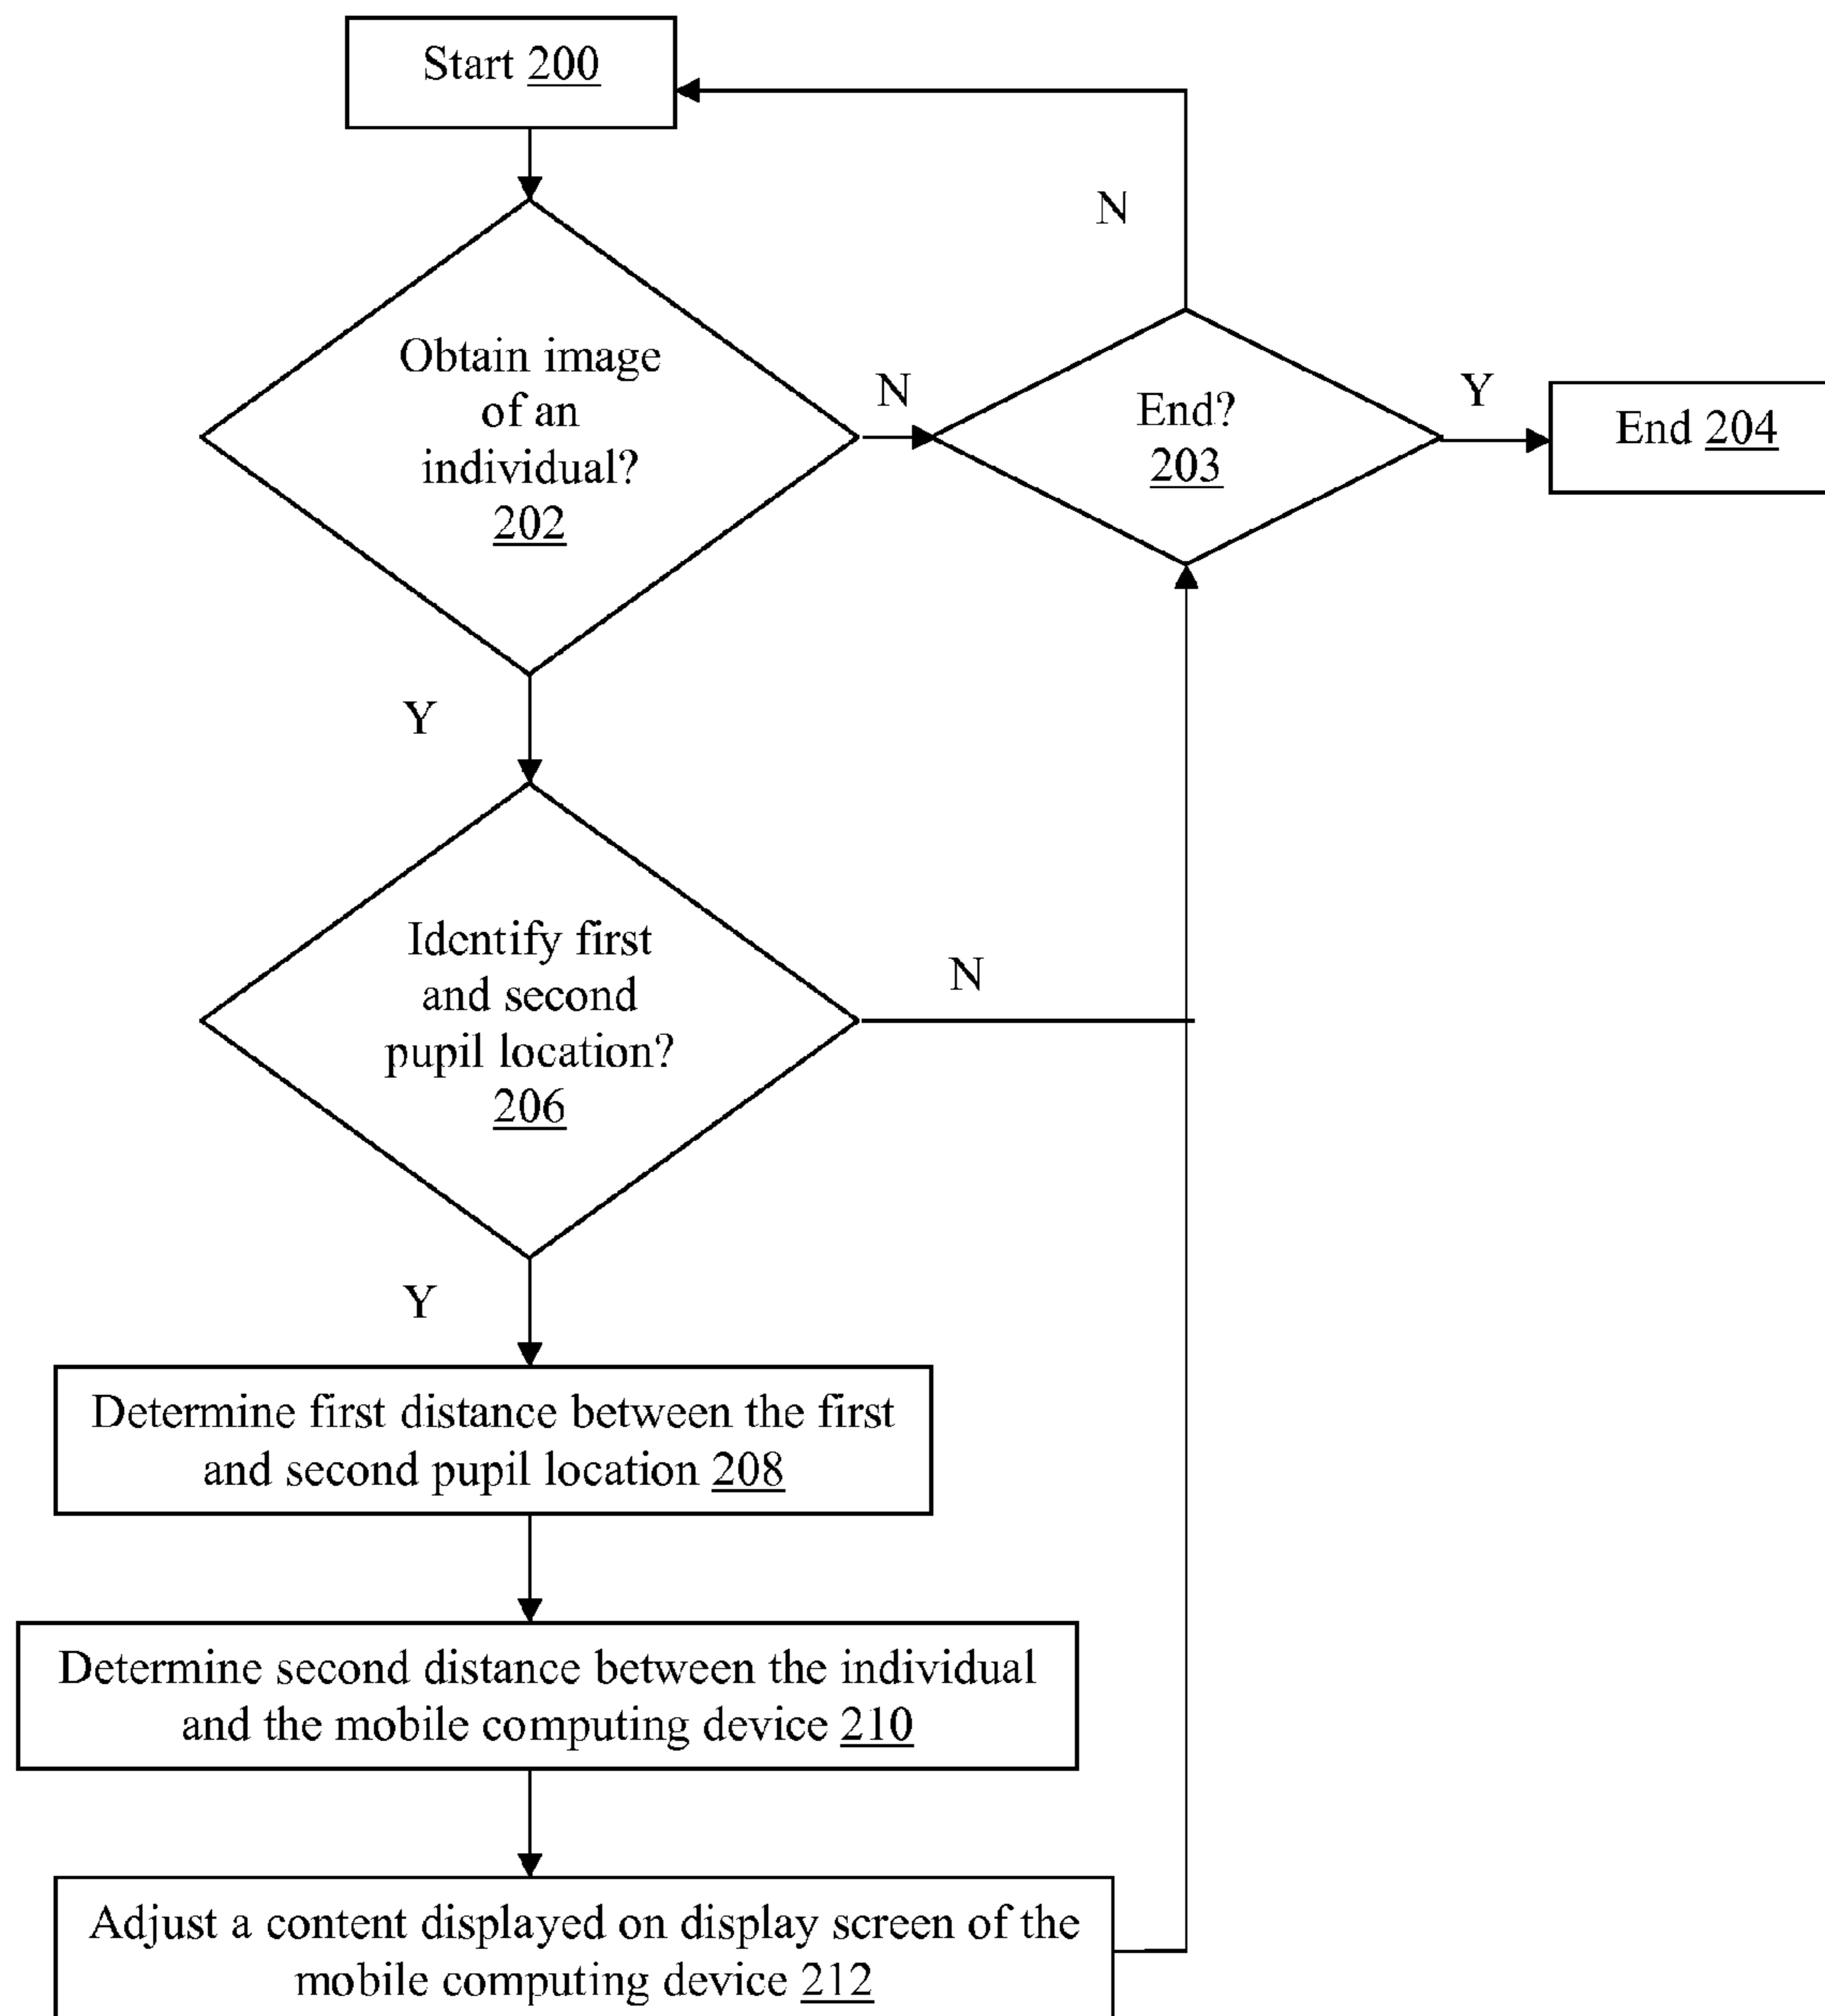 Start 200
N
Obtain image
of an
individual?
202
N
End?
203
Y
End 204
Y
Identify first
and second
pupil location?
206
N
Y
Determine first distance between the first
and second pupil location 208
Determine second distance between the individual
and the mobile computing device 210
Adjust a content displayed on display screen of the
mobile computing device 212